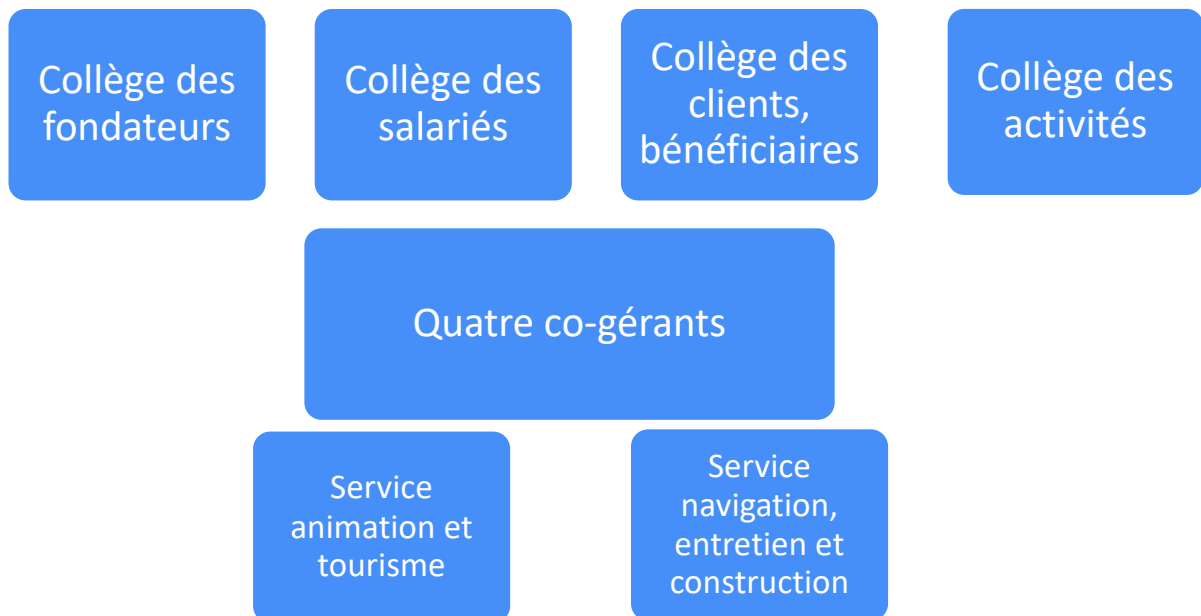 Collège des
fondateurs
Collège des
salariés
Collège des
clients,
bénéficiaires
Collège des
activités
Quatre co-gérants
Service
animation et
tourisme
Service
navigation,
entretien et
construction